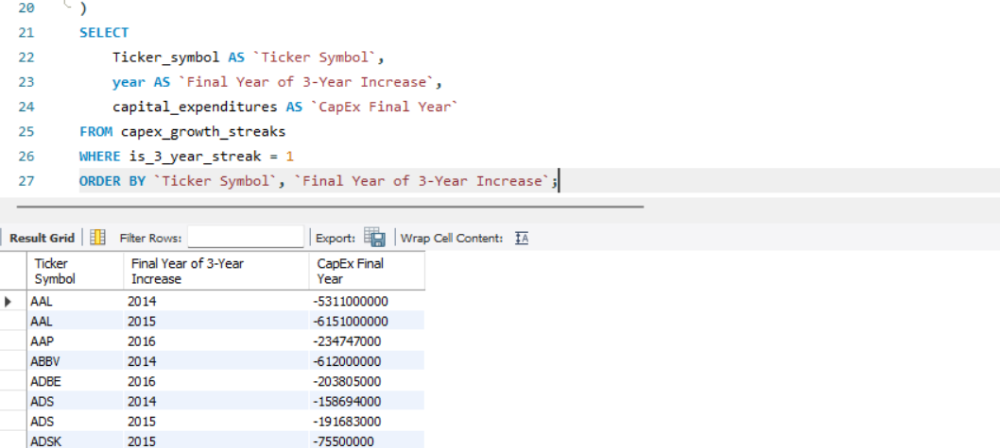 20 )
21 SELECT
22 Ticker_symbol AS `Ticker Symbol`,
23 year AS `Final Year of 3-Year Increase`,
24 capital_expenditures AS `CapEx Final Year`
25 FROM capex_growth_streaks
26 WHERE is_3_year_streak = 1
27 ORDER BY `Ticker Symbol`, `Final Year of 3-Year Increase`;
Result Grid Filter Rows: Export: Wrap Cell Content: IA
Ticker Symbol Final Year of 3-Year Increase CapEx Final Year
AAL 2014 -5311000000
AAL 2015 -6151000000
AAP 2016 -234747000
ABBV 2014 -612000000
ADBE 2016 -203805000
ADS 2014 -158694000
ADS 2015 -191683000
ADSK 2015 -75500000